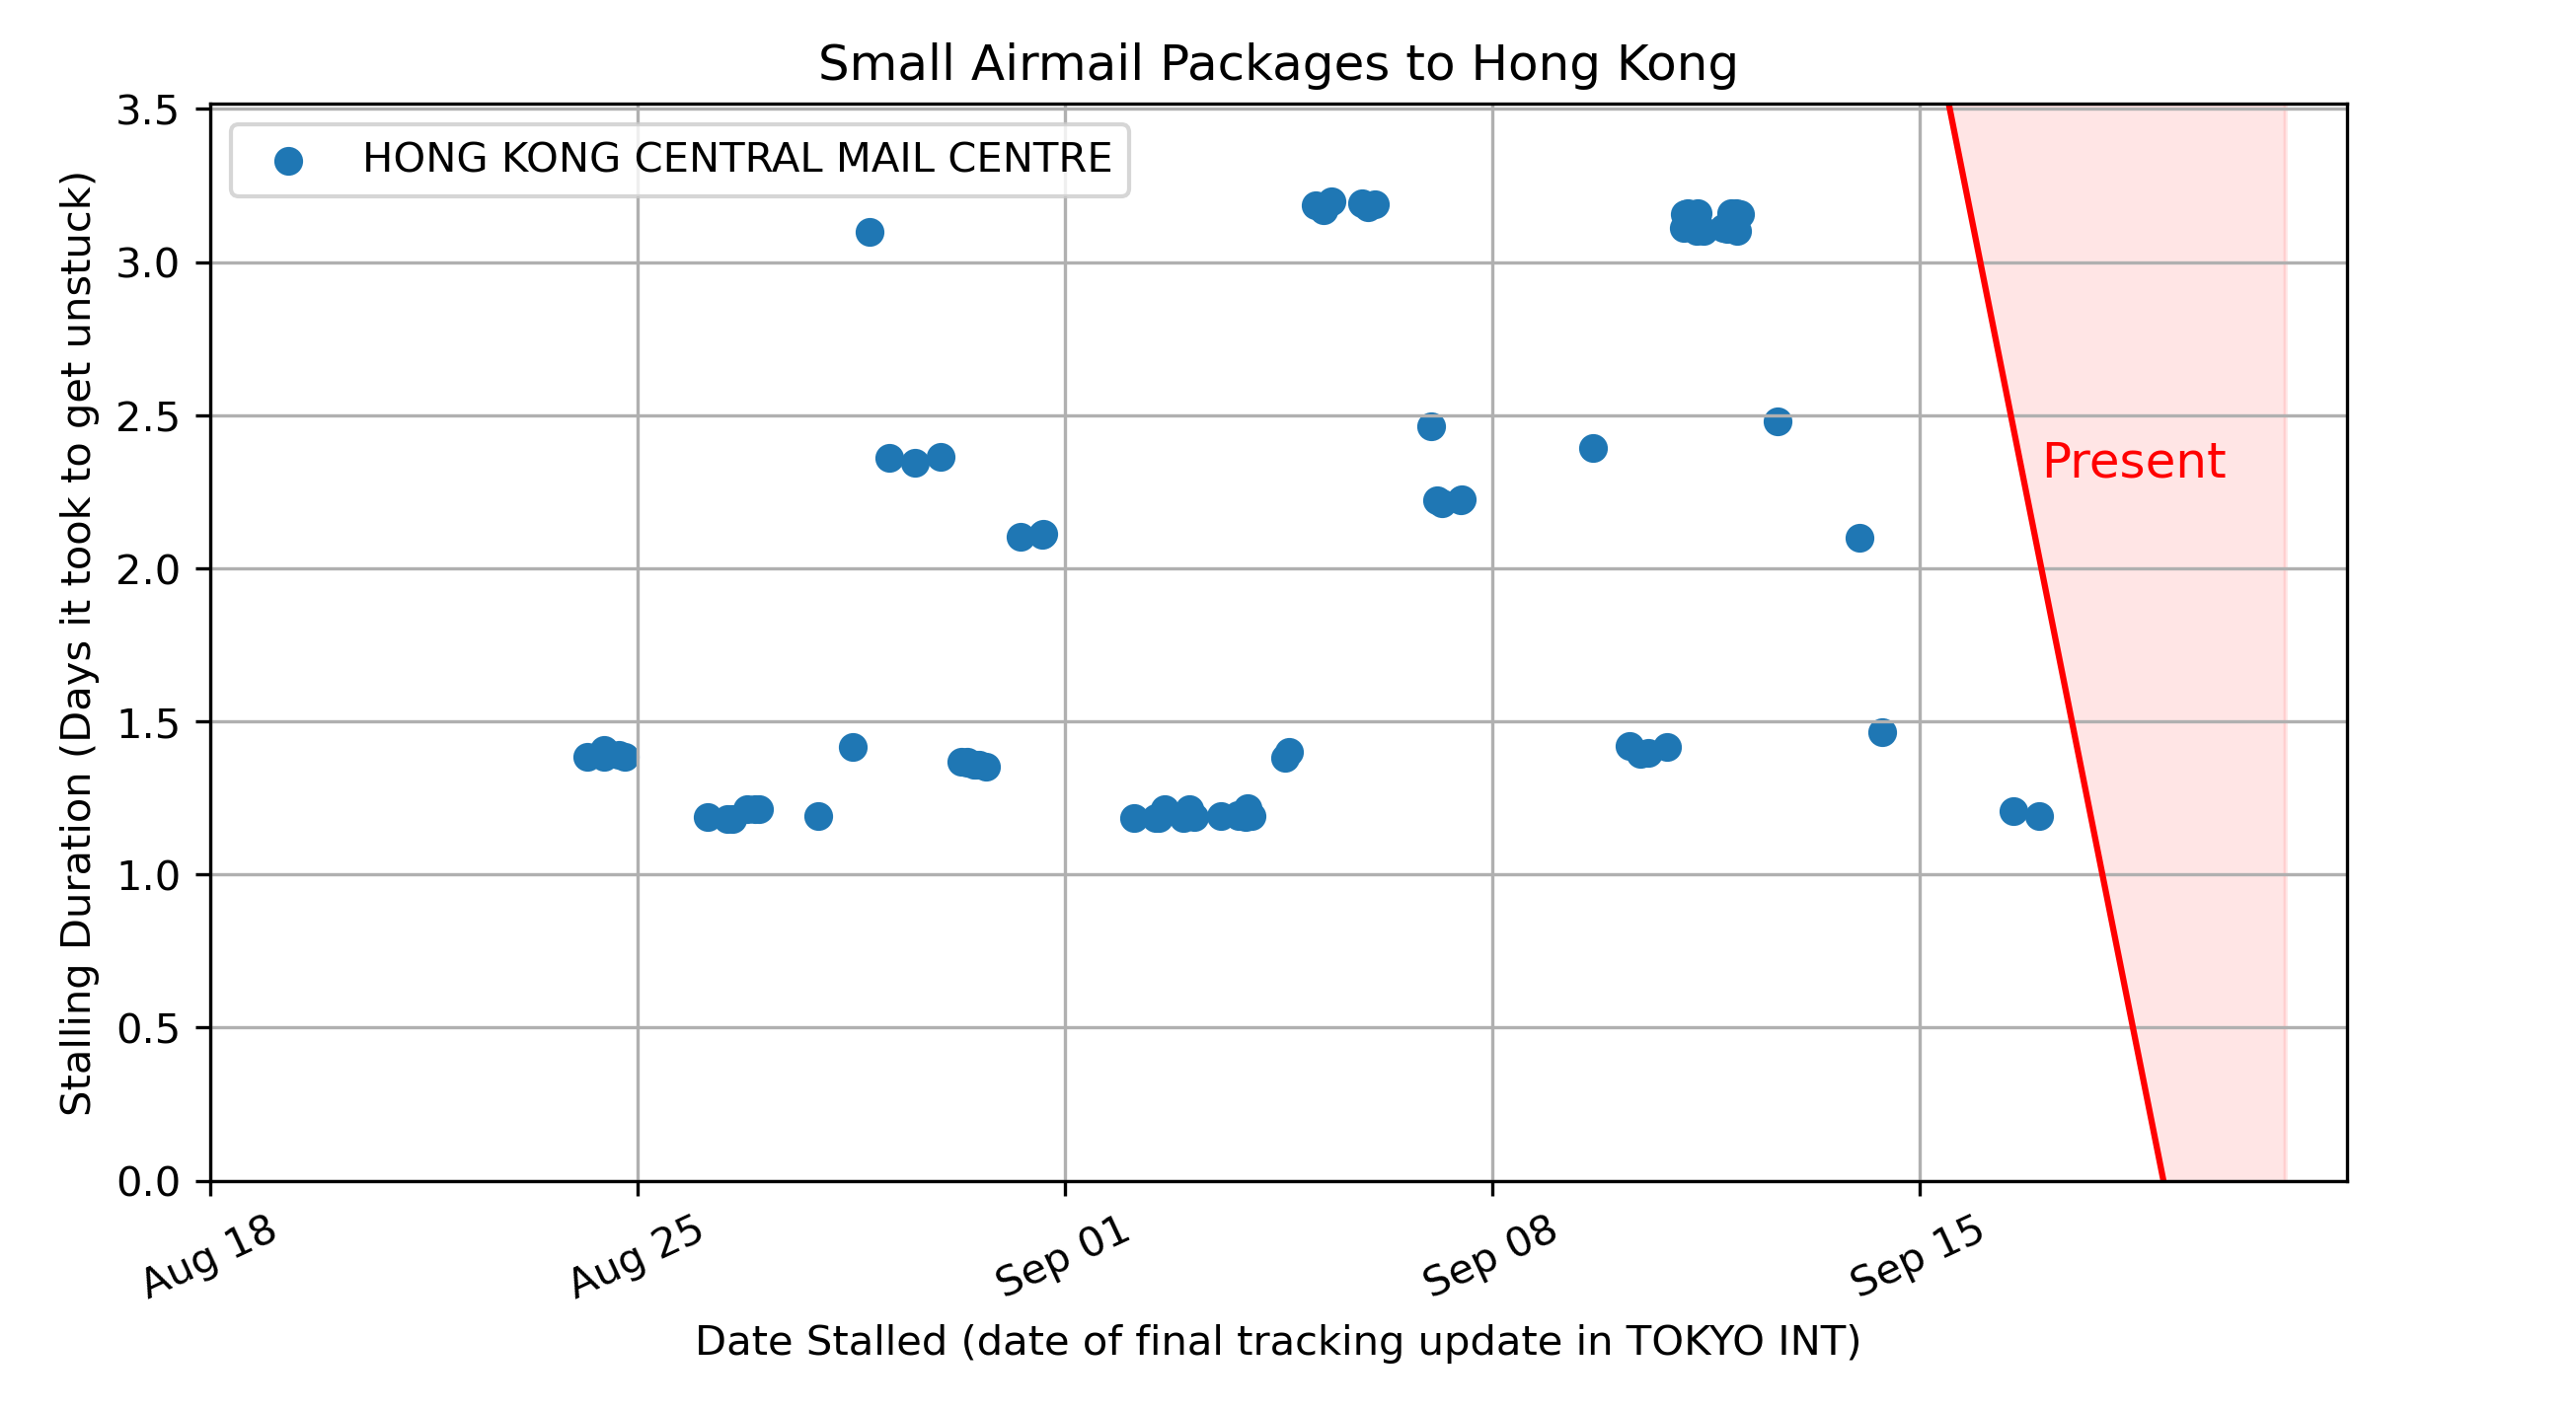 Small Airmail Packages to Hong Kong
HONG KONG CENTRAL MAIL CENTRE
Stalling Duration (Days it took to get unstuck)
3.5
3.0
2.5
2.0
1.5
1.0
0.5
0.0
Present
Aug 18
Aug 25
Sep 01
Sep 08
Sep 15
Date Stalled (date of final tracking update in TOKYO INT)